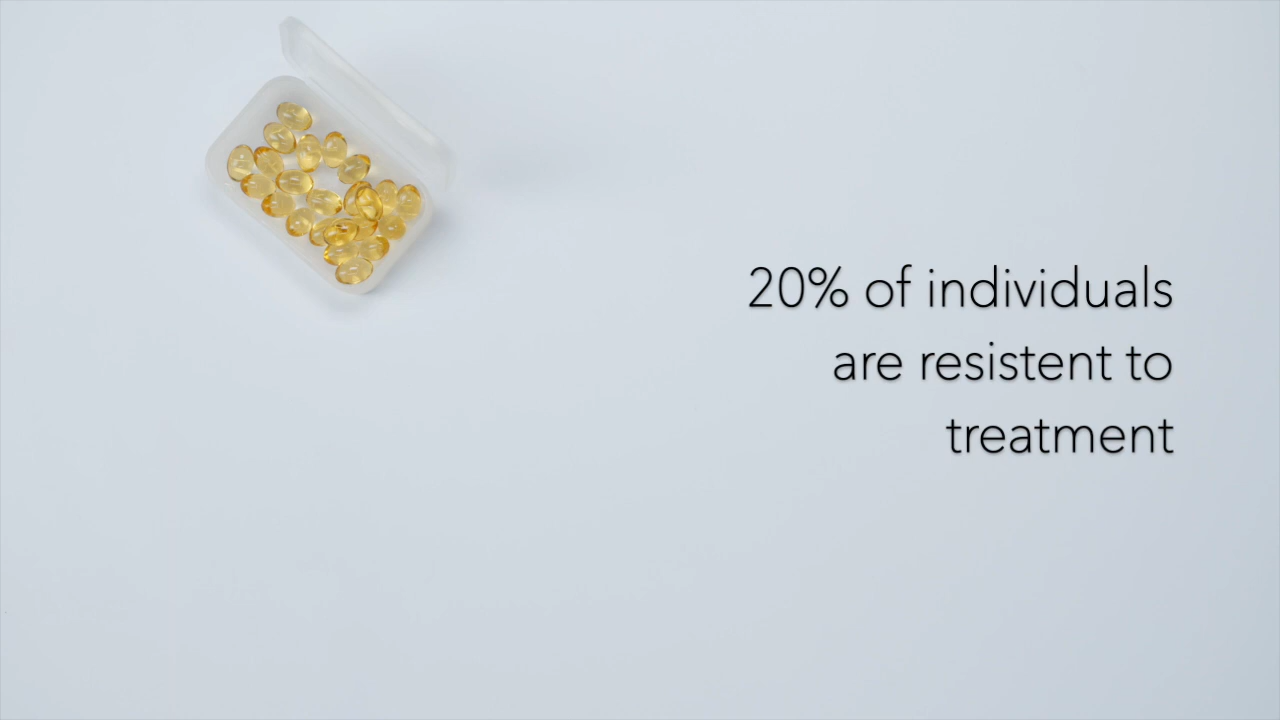 20% of individuals
are resistent to
treatment